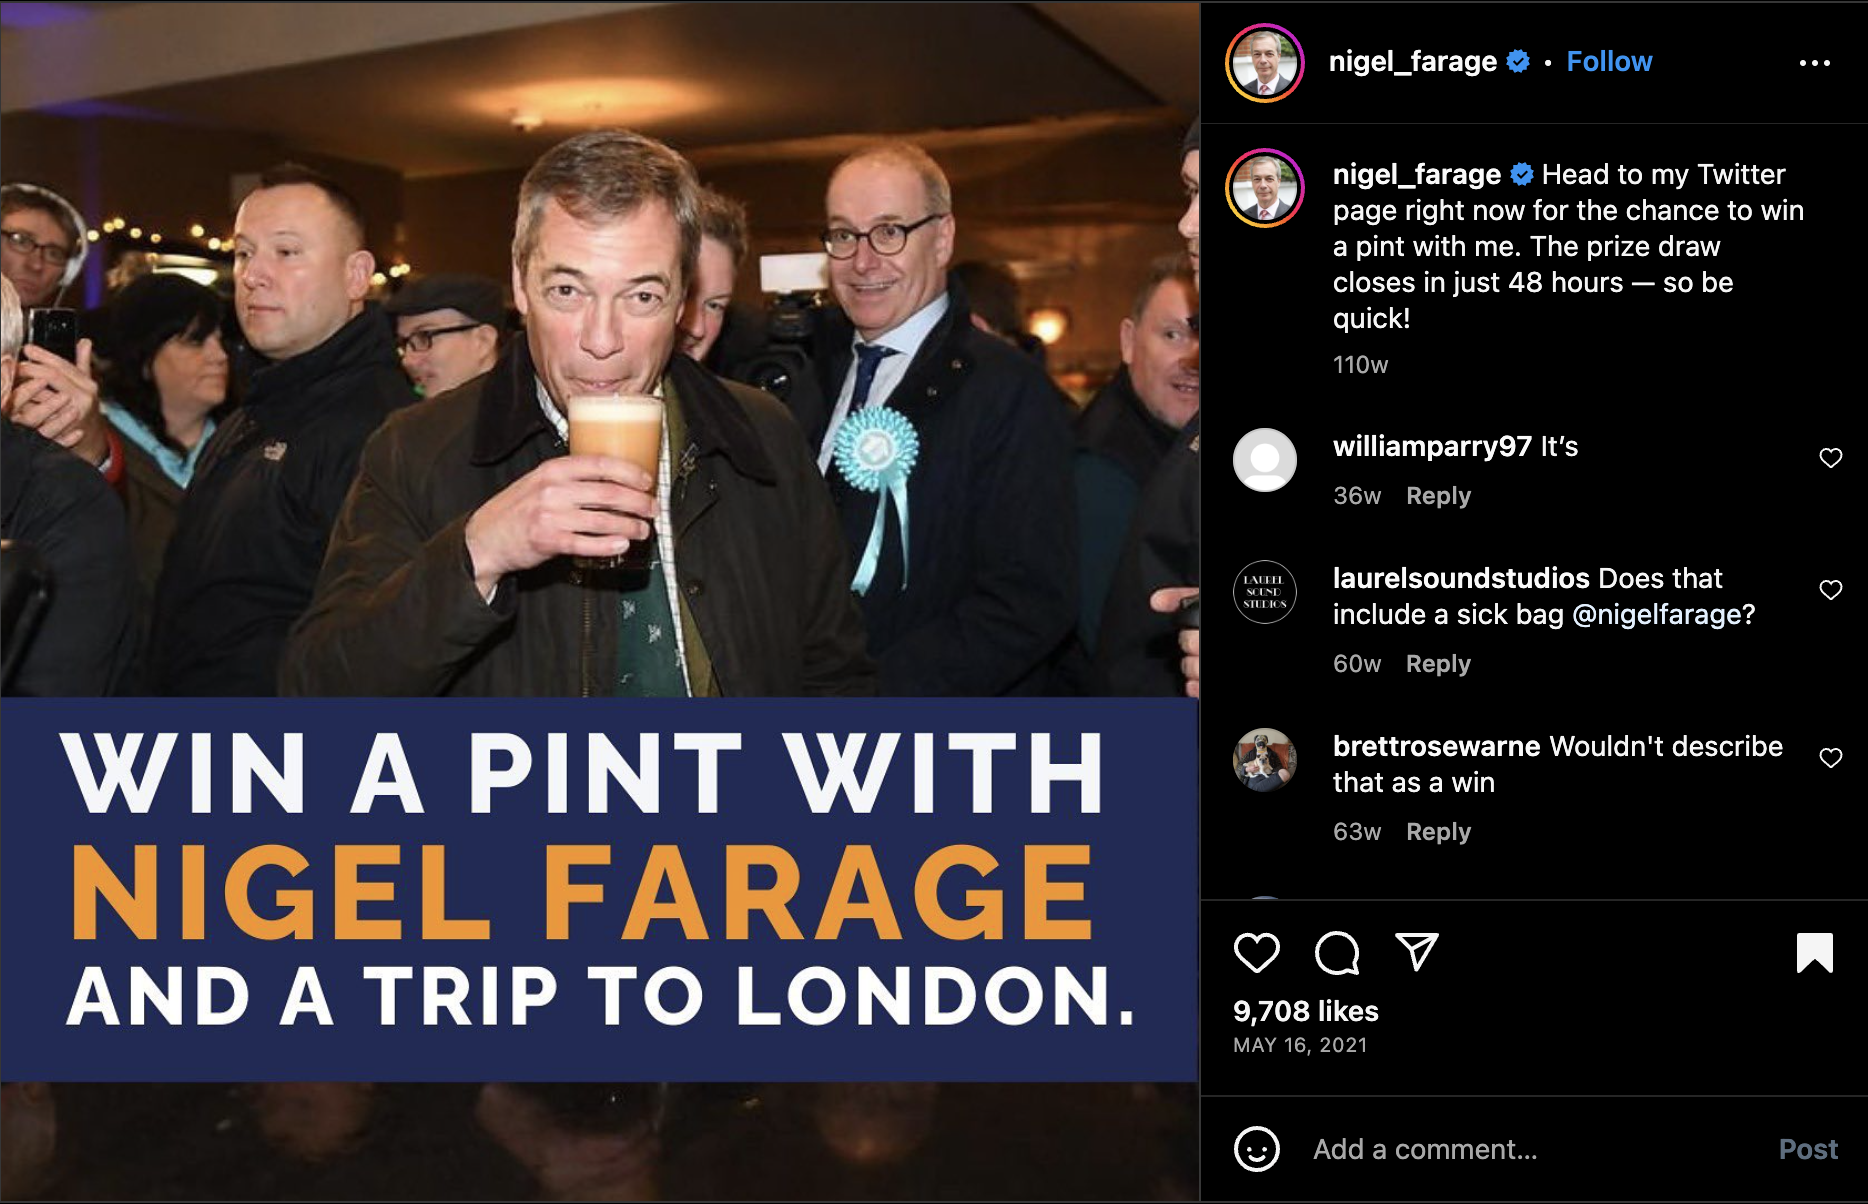 WIN A PINT WITH
NIGEL FARAGE
AND A TRIP TO LONDON.
nigel_farage • Follow
nigel_farage Head to my Twitter
page right now for the chance to win
a pint with me. The prize draw
closes in just 48 hours — so be
quick!
110w
williamparry97 It’s
36w Reply
LAUREL
SOUND
STUDIOS
laurelsoundstudios Does that
include a sick bag @nigelfarage?
60w Reply
brettrosewarne Wouldn't describe
that as a win
63w Reply
9,708 likes
MAY 16, 2021
Add a comment... Post